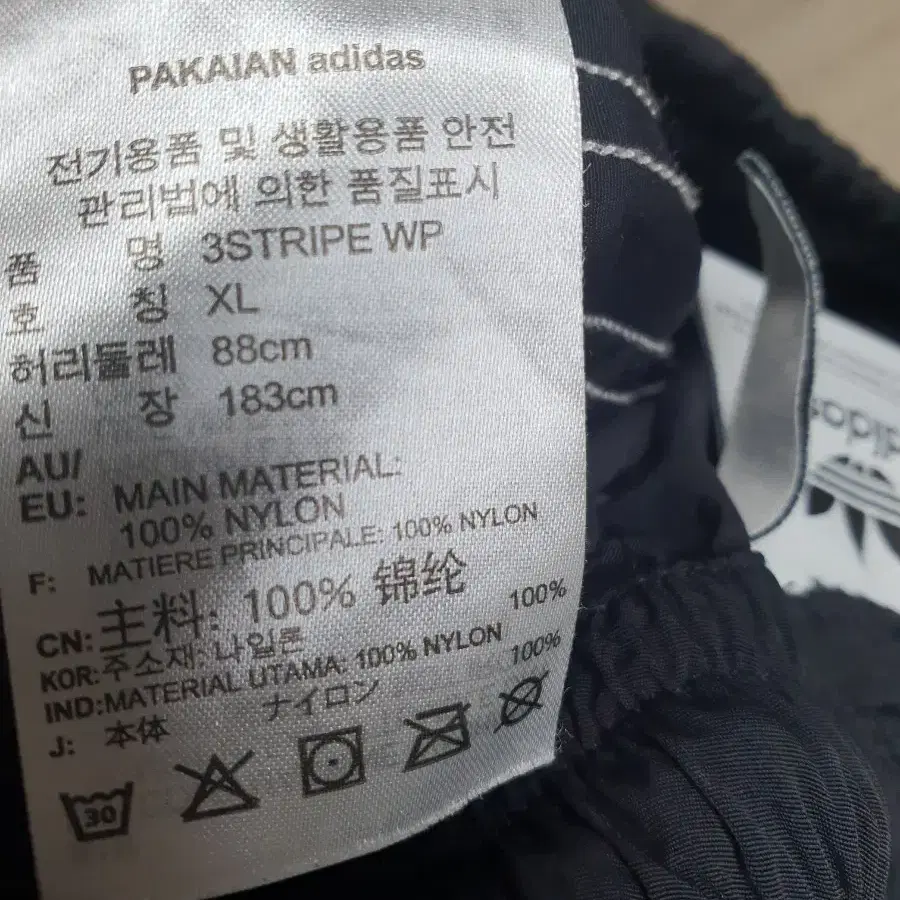 PAKAIAN adidas
전기용품 및 생활용품 안전
관리법에 의한 품질표시
품 명 3STRIPE WP
호 칭 XL
허리둘레 88cm
신 장 183cm
AU/
EU: MAIN MATERIAL:
100% NYLON
F: MATIERE PRINCIPALE: 100% NYLON
CN: 主料: 100% 锦纶
KOR: 주소재: 나일론 100%
IND: MATERIAL UTAMA: 100% NYLON
J: 本体 ナイロン 100%
30
adidas